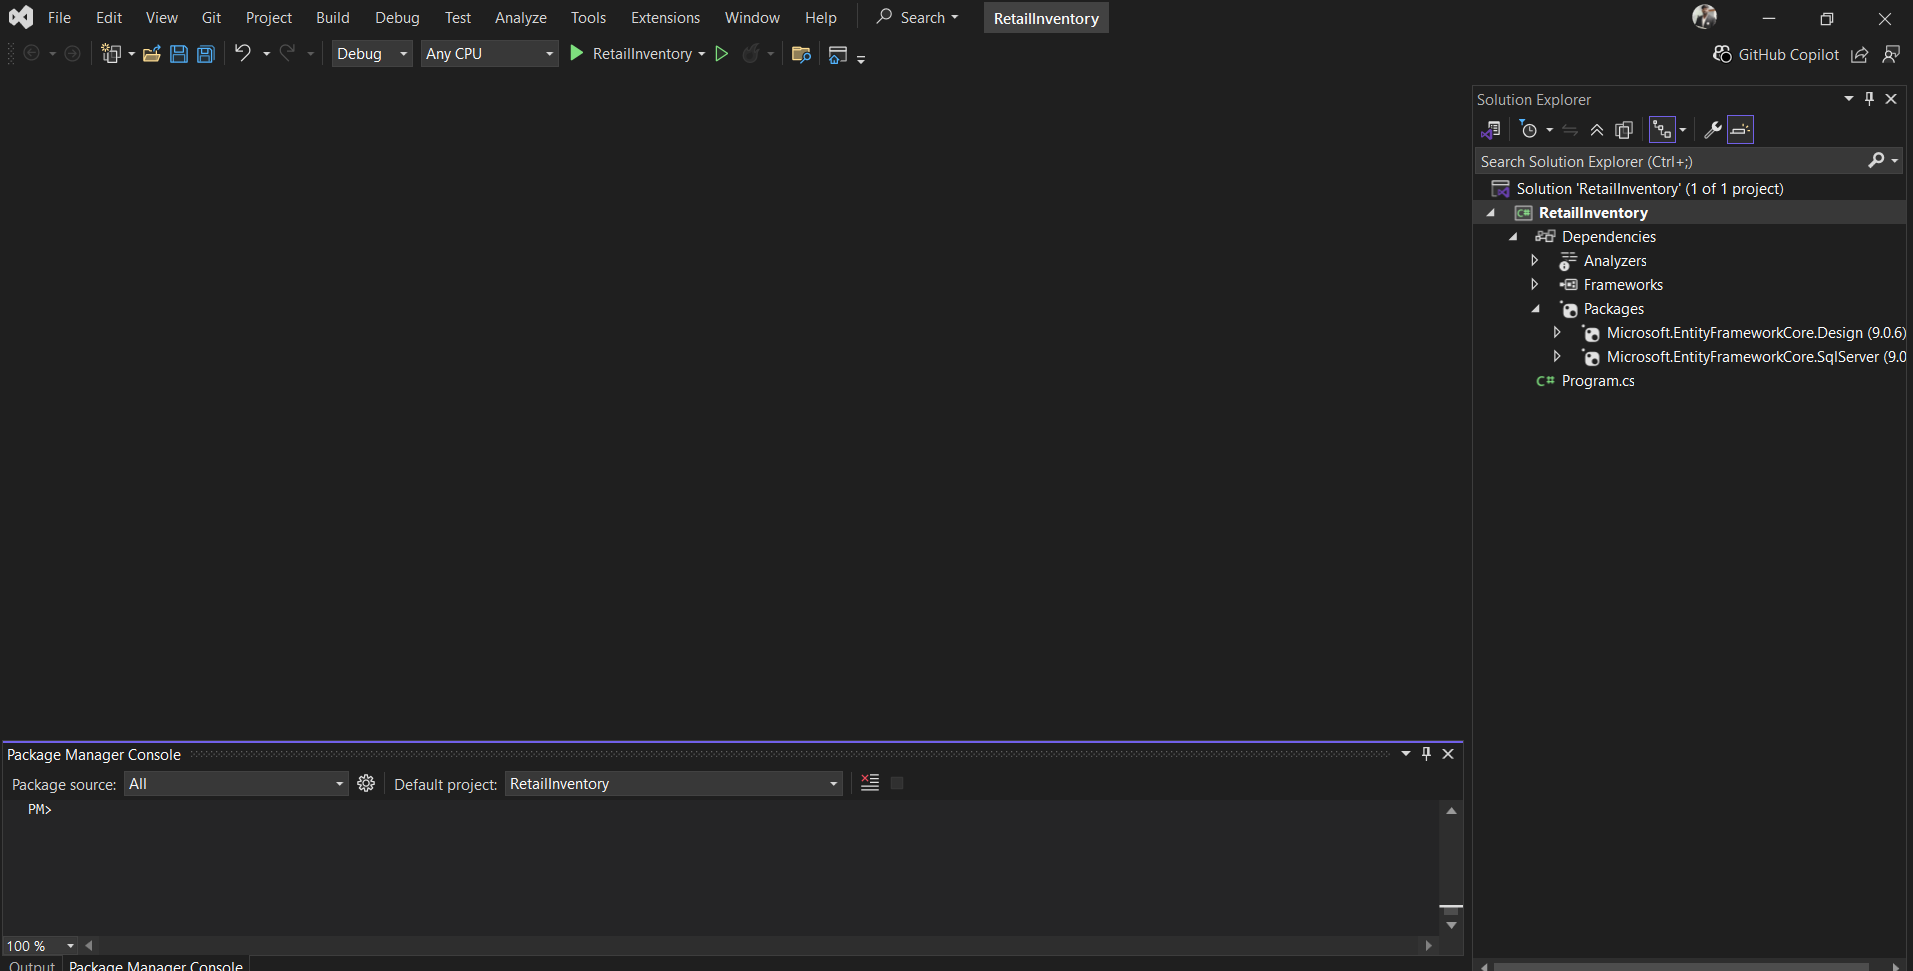 File Edit View Git Project Build Debug Test Analyze Tools Extensions Window Help Search RetailInventory
Debug Any CPU RetailInventory GitHub Copilot
Solution Explorer
Search Solution Explorer (Ctrl+;)
Solution 'RetailInventory' (1 of 1 project)
C# RetailInventory
Dependencies
Analyzers
Frameworks
Packages
Microsoft.EntityFrameworkCore.Design (9.0.6)
Microsoft.EntityFrameworkCore.SqlServer (9.0
C# Program.cs
Package Manager Console
Package source: All Default project: RetailInventory
PM>
100 %
Output Package Manager Console